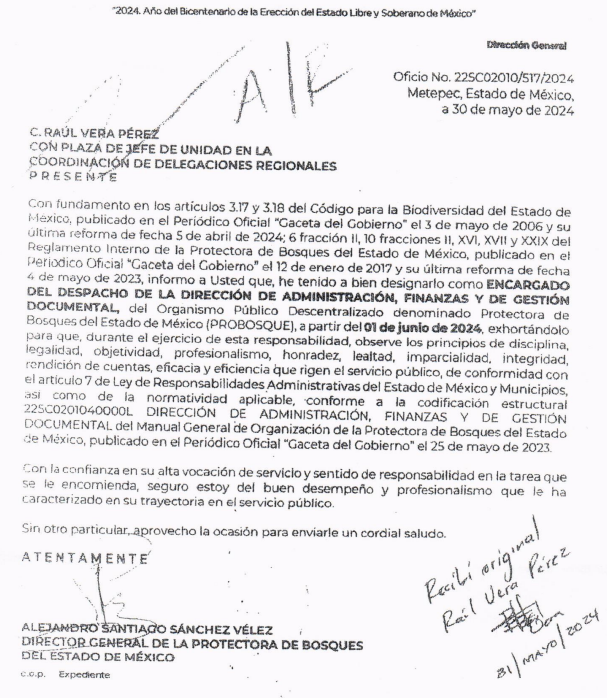 "2024. Año del Bicentenario de la Erección del Estado Libre y Soberano de México"
Dirección General
Oficio No. 22SC02010/517/2024
Metepec, Estado de México,
a 30 de mayo de 2024
A/F
C. RAÚL VERA PÉREZ
CON PLAZA DE JEFE DE UNIDAD EN LA
COORDINACIÓN DE DELEGACIONES REGIONALES
P R E S E N T E
Con fundamento en los artículos 3.17 y 3.18 del Código para la Biodiversidad del Estado de
México, publicado en el Periódico Oficial "Gaceta del Gobierno" el 3 de mayo de 2006 y su
última reforma de fecha 5 de abril de 2024; 6 fracción II, 10 fracciones II, XVI, XVII y XXIX del
Reglamento Interno de la Protectora de Bosques del Estado de México, publicado en el
Periódico Oficial "Gaceta del Gobierno" el 12 de enero de 2017 y su última reforma de fecha
4 de mayo de 2023, informo a Usted que, he tenido a bien designarlo como ENCARGADO
DEL DESPACHO DE LA DIRECCIÓN DE ADMINISTRACIÓN, FINANZAS Y DE GESTIÓN
DOCUMENTAL, del Organismo Público Descentralizado denominado Protectora de
Bosques del Estado de México (PROBOSQUE), a partir del 01 de junio de 2024, exhortándolo
para que, durante el ejercicio de esta responsabilidad, observe los principios de disciplina,
legalidad, objetividad, profesionalismo, honradez, lealtad, imparcialidad, integridad,
rendición de cuentas, eficacia y eficiencia que rigen el servicio público, de conformidad con
el artículo 7 de Ley de Responsabilidades Administrativas del Estado de México y Municipios,
así como de la normatividad aplicable, conforme a la codificación estructural
22SC0201040000L DIRECCIÓN DE ADMINISTRACIÓN, FINANZAS Y DE GESTIÓN
DOCUMENTAL del Manual General de Organización de la Protectora de Bosques del Estado
de México, publicado en el Periódico Oficial "Gaceta del Gobierno" el 25 de mayo de 2023.
Con la confianza en su alta vocación de servicio y sentido de responsabilidad en la tarea que
se le encomienda, seguro estoy del buen desempeño y profesionalismo que le ha
caracterizado en su trayectoria en el servicio público.
Sin otro particular, aprovecho la ocasión para enviarle un cordial saludo.
A T E N T A M E N T E
ALEJANDRO SANTIAGO SÁNCHEZ VÉLEZ
DIRECTOR GENERAL DE LA PROTECTORA DE BOSQUES
DEL ESTADO DE MÉXICO
c.c.p. Expediente
Recibí original
Raúl Vera Pérez
31/MAYO/2024